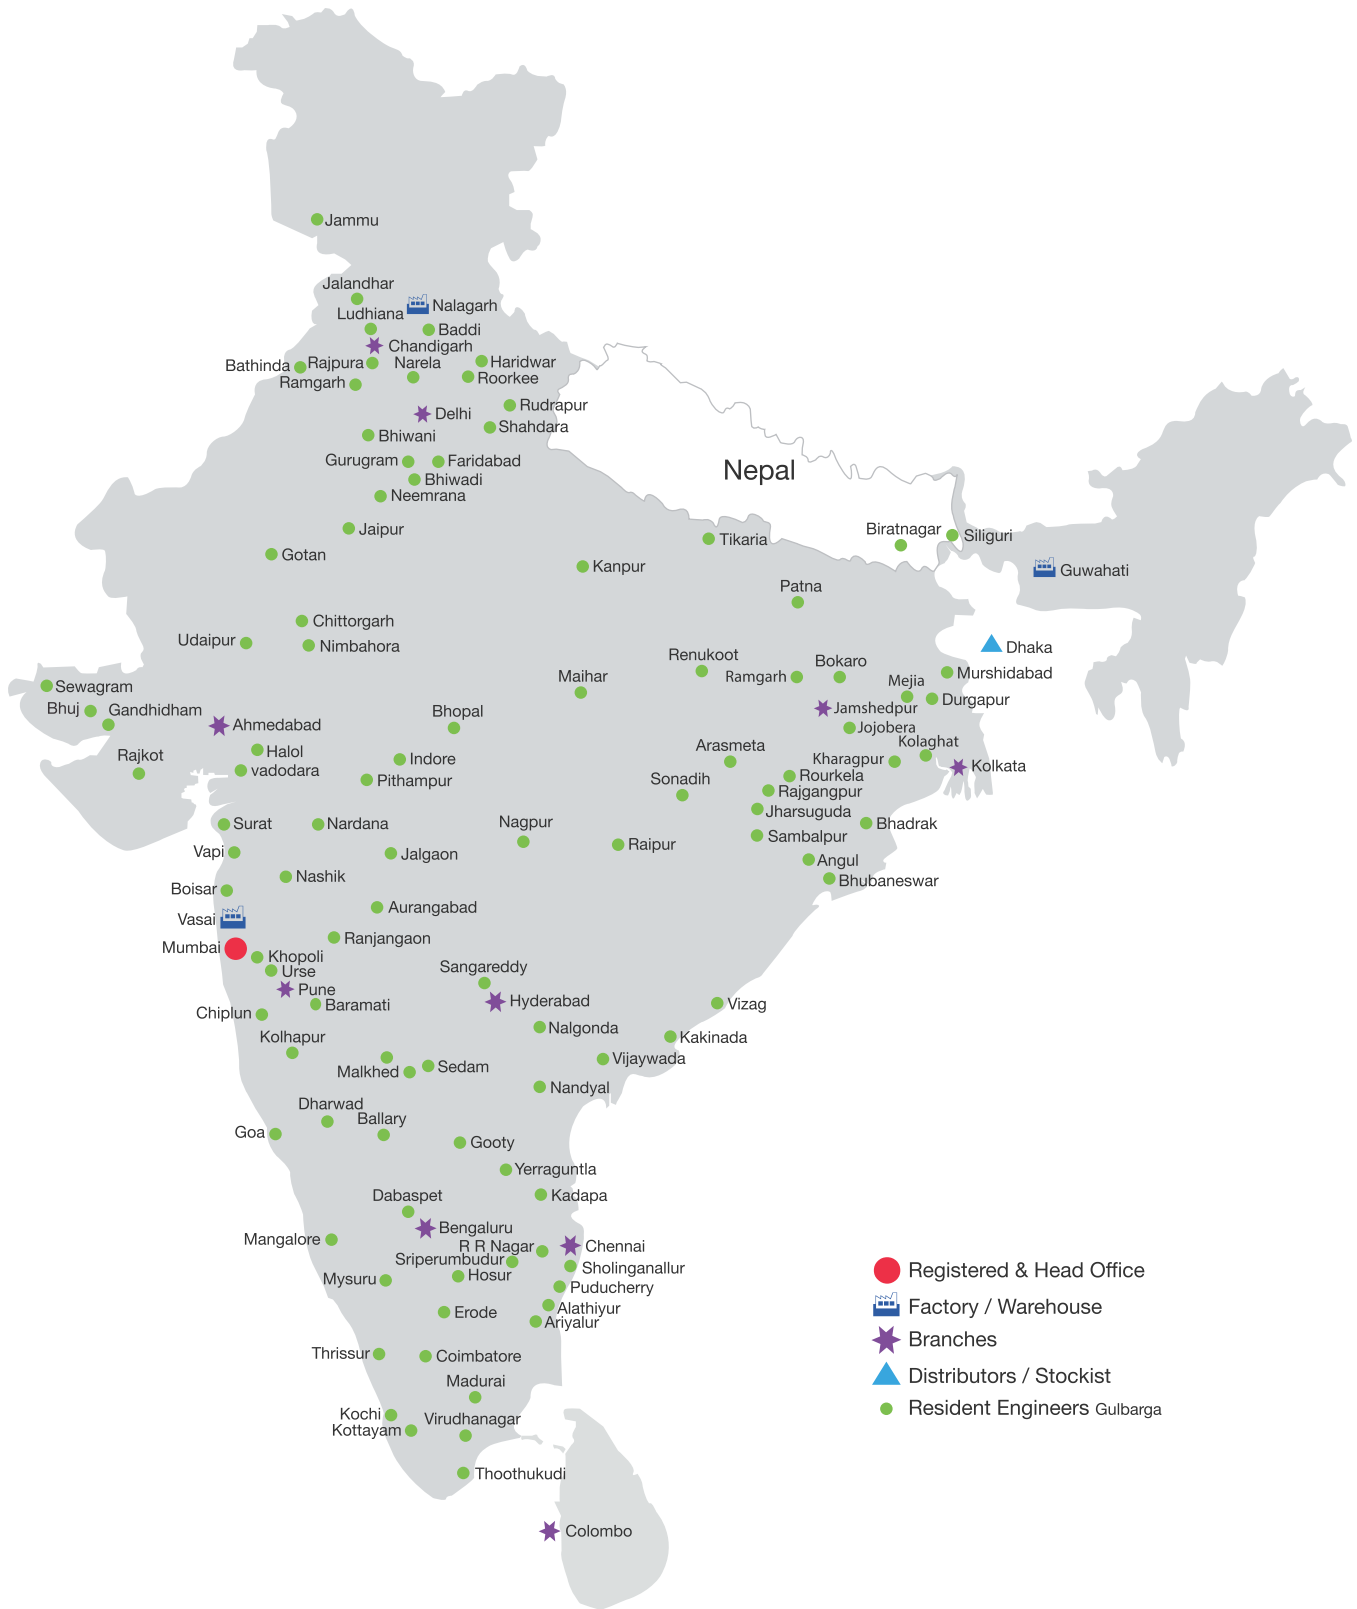 Jammu
Jalandhar
Nalagarh
Ludhiana
Baddi
Chandigarh
Bathinda
Rajpura
Narela
Haridwar
Ramgarh
Roorkee
Rudrapur
Delhi
Shahdara
Bhiwani
Gurugram
Faridabad
Bhiwadi
Neemrana
Nepal
Jaipur
Biratnagar
Siliguri
Tikaria
Gotan
Kanpur
Guwahati
Patna
Chittorgarh
Udaipur
Nimbahora
Dhaka
Renukoot
Bokaro
Murshidabad
Maihar
Ramgarh
Mejia
Sewagram
Durgapur
Bhuj
Gandhidham
Bhopal
Jamshedpur
Ahmedabad
Jojobera
Arasmeta
Kolaghat
Halol
Rajkot
Indore
Kharagpur
Kolkata
vadodara
Pithampur
Sonadih
Rourkela
Rajgangpur
Jharsuguda
Surat
Nardana
Nagpur
Bhadrak
Sambalpur
Raipur
Vapi
Jalgaon
Angul
Nashik
Bhubaneswar
Boisar
Aurangabad
Vasai
Ranjangaon
Mumbai
Khopoli
Sangareddy
Urse
Pune
Hyderabad
Baramati
Vizag
Chiplun
Nalgonda
Kolhapur
Kakinada
Vijaywada
Malkhed
Sedam
Nandyal
Dharwad
Ballary
Goa
Gooty
Yerraguntla
Dabaspet
Kadapa
Bengaluru
Mangalore
R R Nagar
Chennai
Sriperumbudur
Sholinganallur
Mysuru
Hosur
Puducherry
Alathiyur
Erode
Ariyalur
Thrissur
Coimbatore
Madurai
Kochi
Virudhanagar
Kottayam
Thoothukudi
Colombo
Registered & Head Office
Factory / Warehouse
Branches
Distributors / Stockist
Resident Engineers Gulbarga